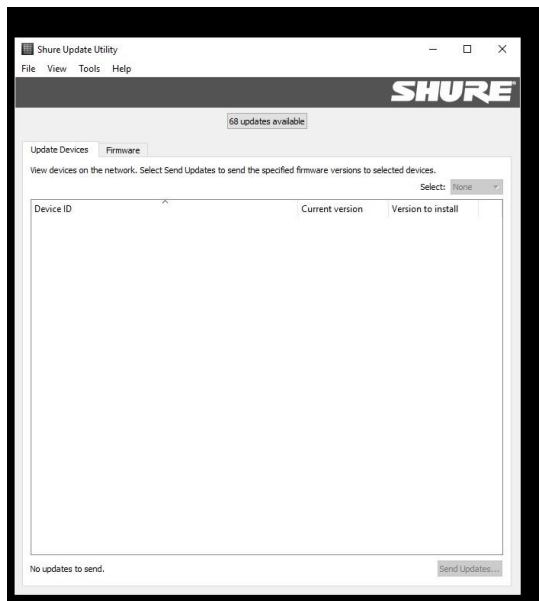 Shure Update Utility
File View Tools Help
SHURE
68 updates available
Update Devices Firmware
View devices on the network. Select Send Updates to send the specified firmware versions to selected devices.
Select: None
Device ID Current version Version to install
No updates to send. Send Updates...